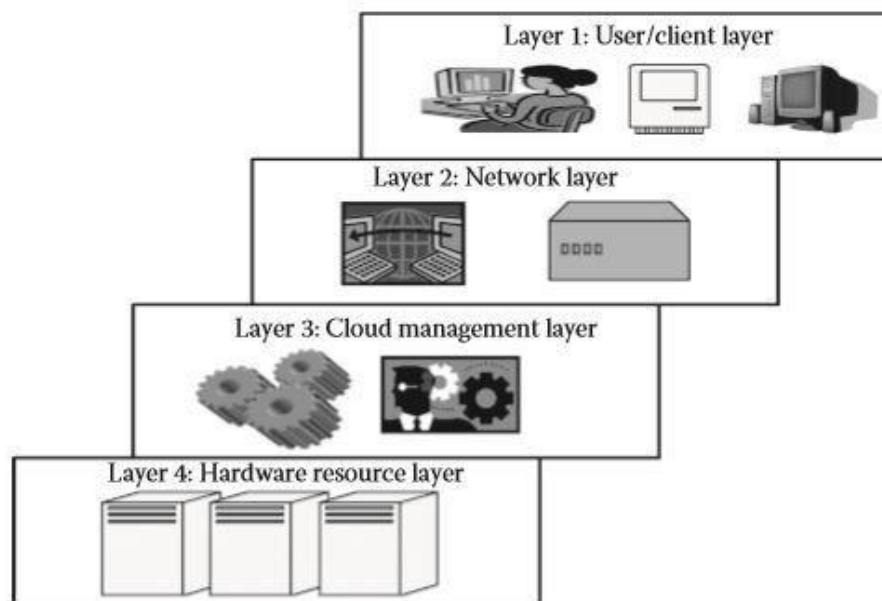 Layer 1: User/client layer
Layer 2: Network layer
Layer 3: Cloud management layer
Layer 4: Hardware resource layer